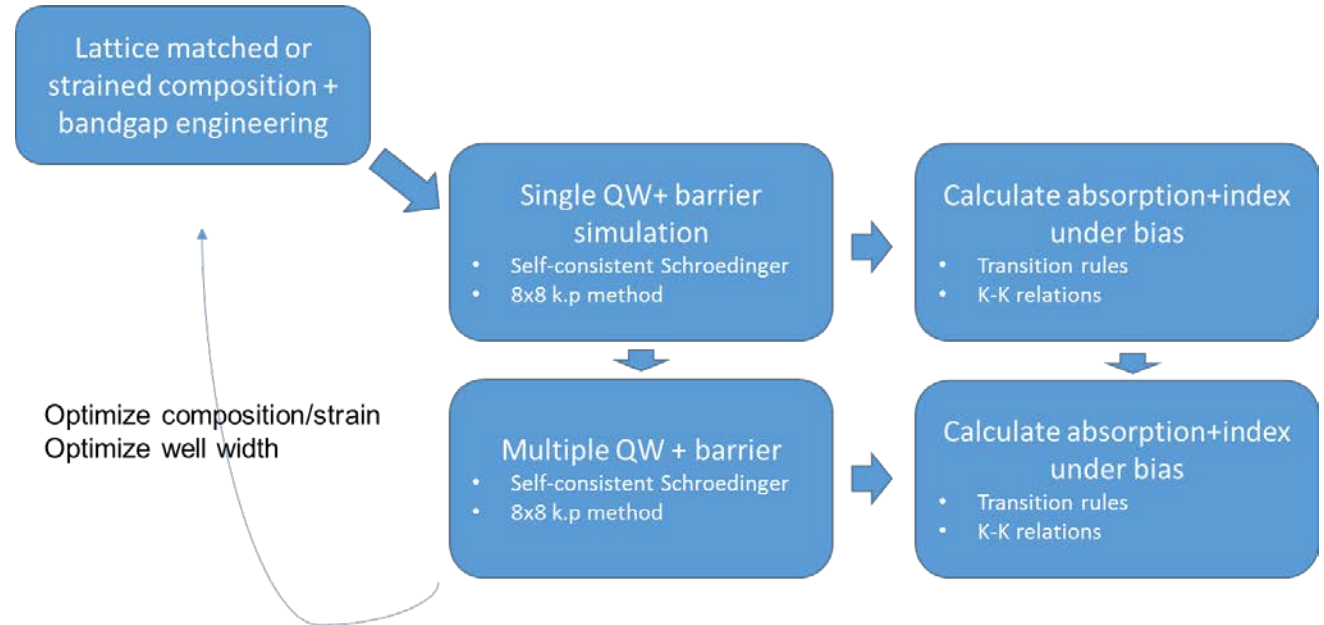 Lattice matched or
strained composition +
bandgap engineering
Single QW+ barrier
simulation
• Self-consistent Schroedinger
• 8x8 k.p method
Calculate absorption+index
under bias
• Transition rules
• K-K relations
Optimize composition/strain
Optimize well width
Multiple QW + barrier
• Self-consistent Schroedinger
• 8x8 k.p method
Calculate absorption+index
under bias
• Transition rules
• K-K relations